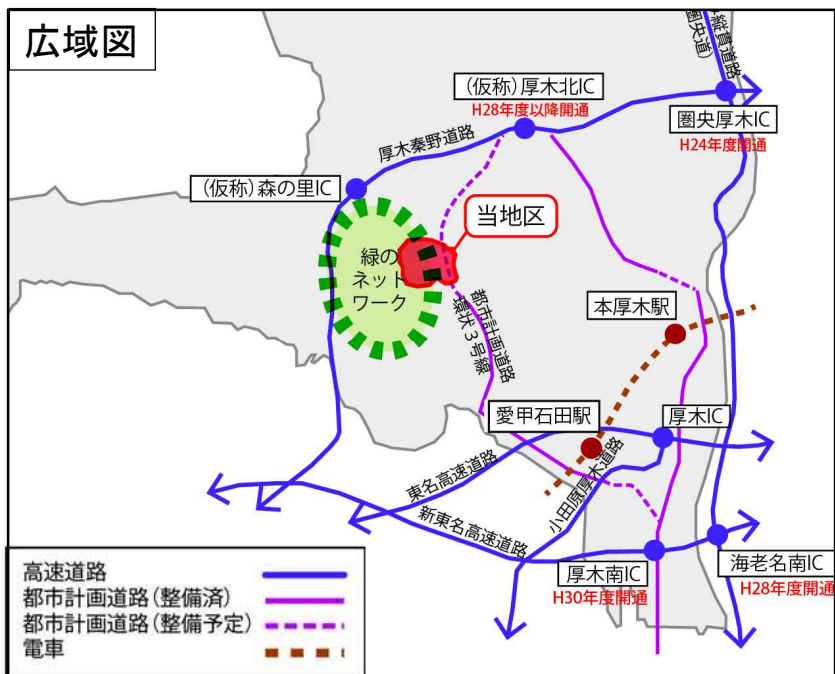 広域図
縦貫道路
圏央道)
(仮称)厚木北IC
H28年度以降開通
圏央厚木IC
H24年度開通
厚木秦野道路
(仮称)森の里IC
当地区
緑の
ネット
ワーク
都市計画道路
環状3号線
本厚木駅
愛甲石田駅
厚木IC
東名高速道路
小田原厚木道路
新東名高速道路
厚木南IC
H30年度開通
海老名南IC
H28年度開通
高速道路
都市計画道路(整備済)
都市計画道路(整備予定)
電車